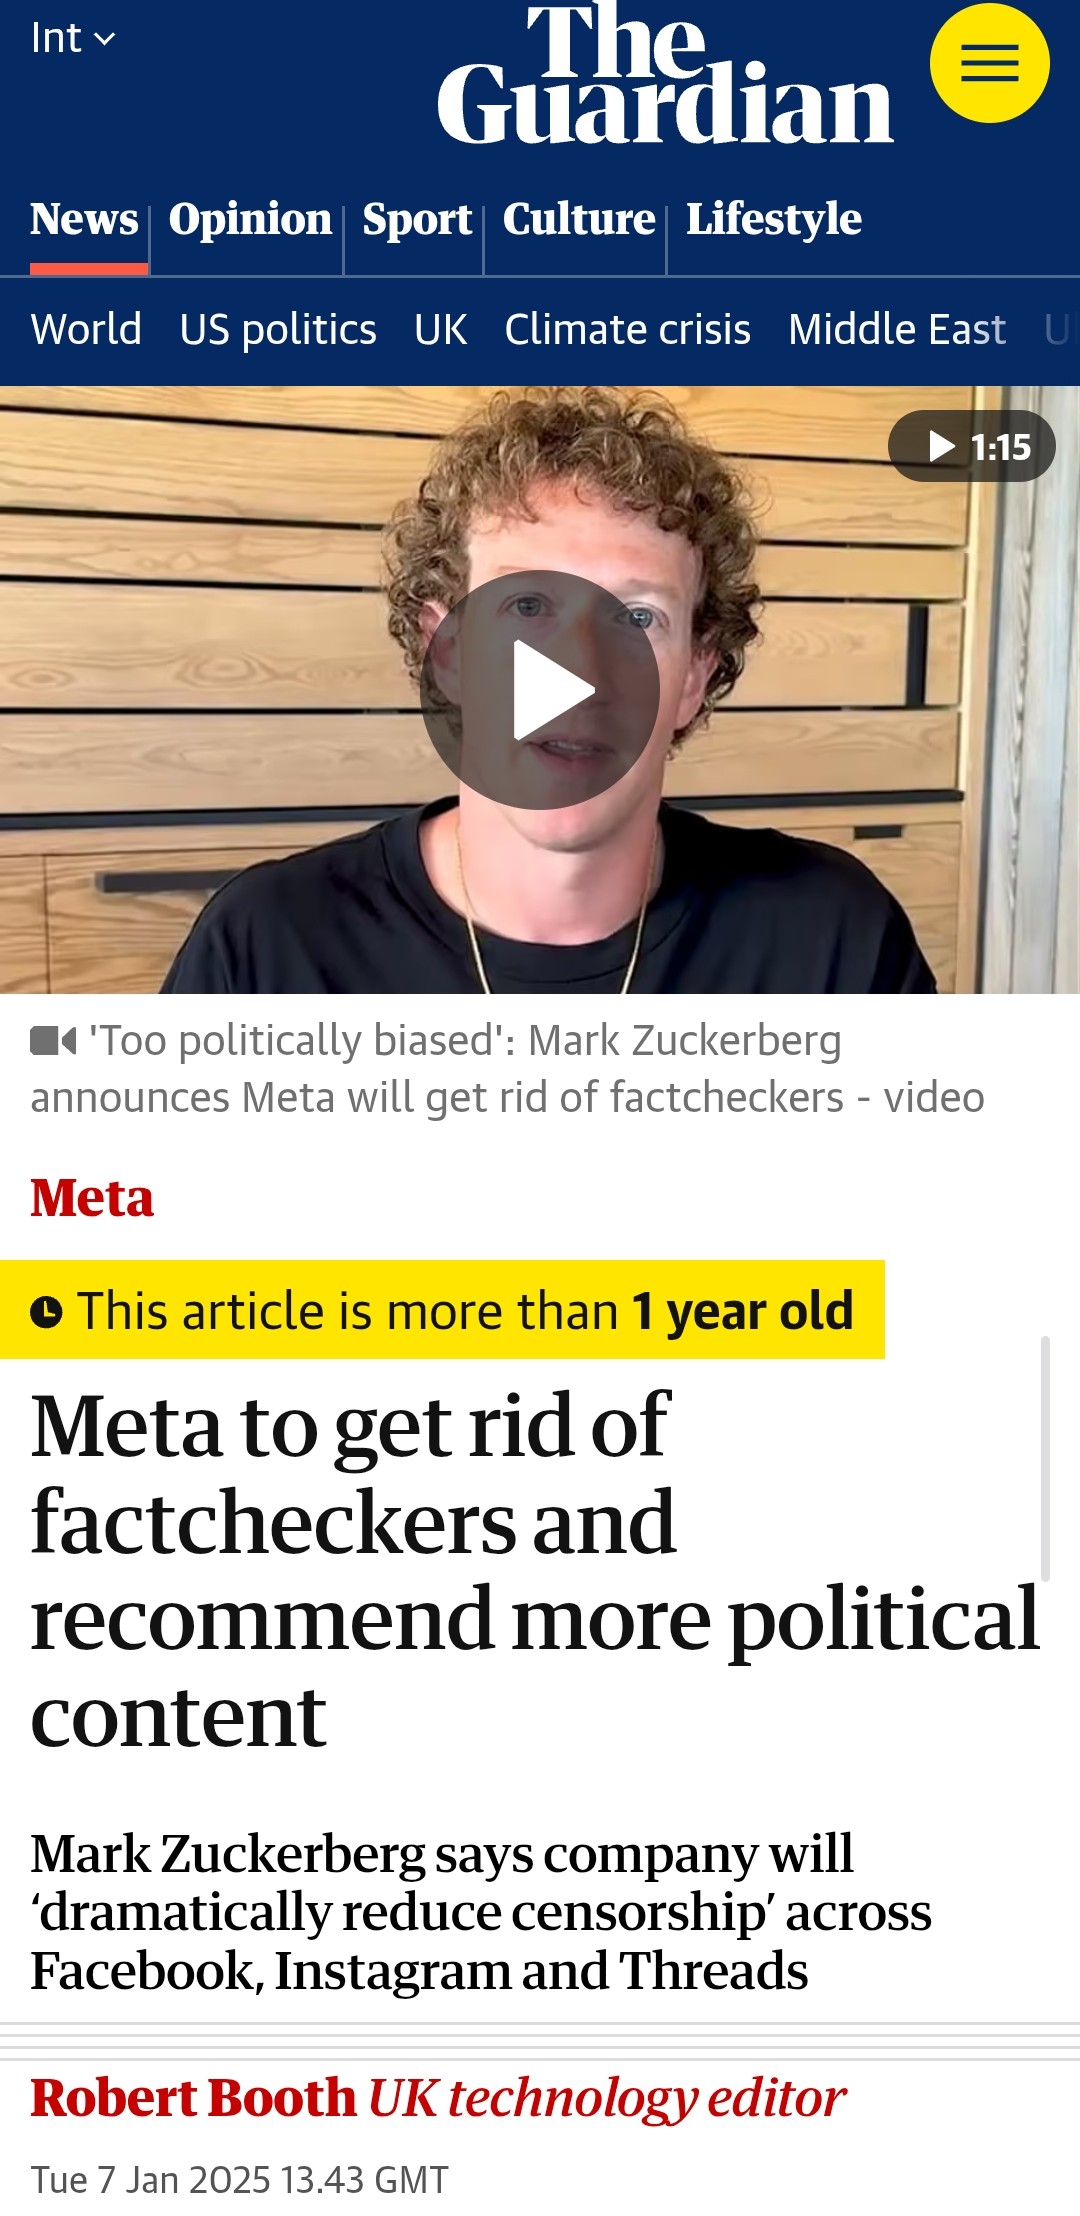 Int
The
Guardian
News Opinion Sport Culture Lifestyle
World US politics UK Climate crisis Middle East
1:15
'Too politically biased': Mark Zuckerberg
announces Meta will get rid of factcheckers - video
Meta
This article is more than 1 year old
Meta to get rid of
factcheckers and
recommend more political
content
Mark Zuckerberg says company will
‘dramatically reduce censorship’ across
Facebook, Instagram and Threads
Robert Booth UK technology editor
Tue 7 Jan 2025 13.43 GMT